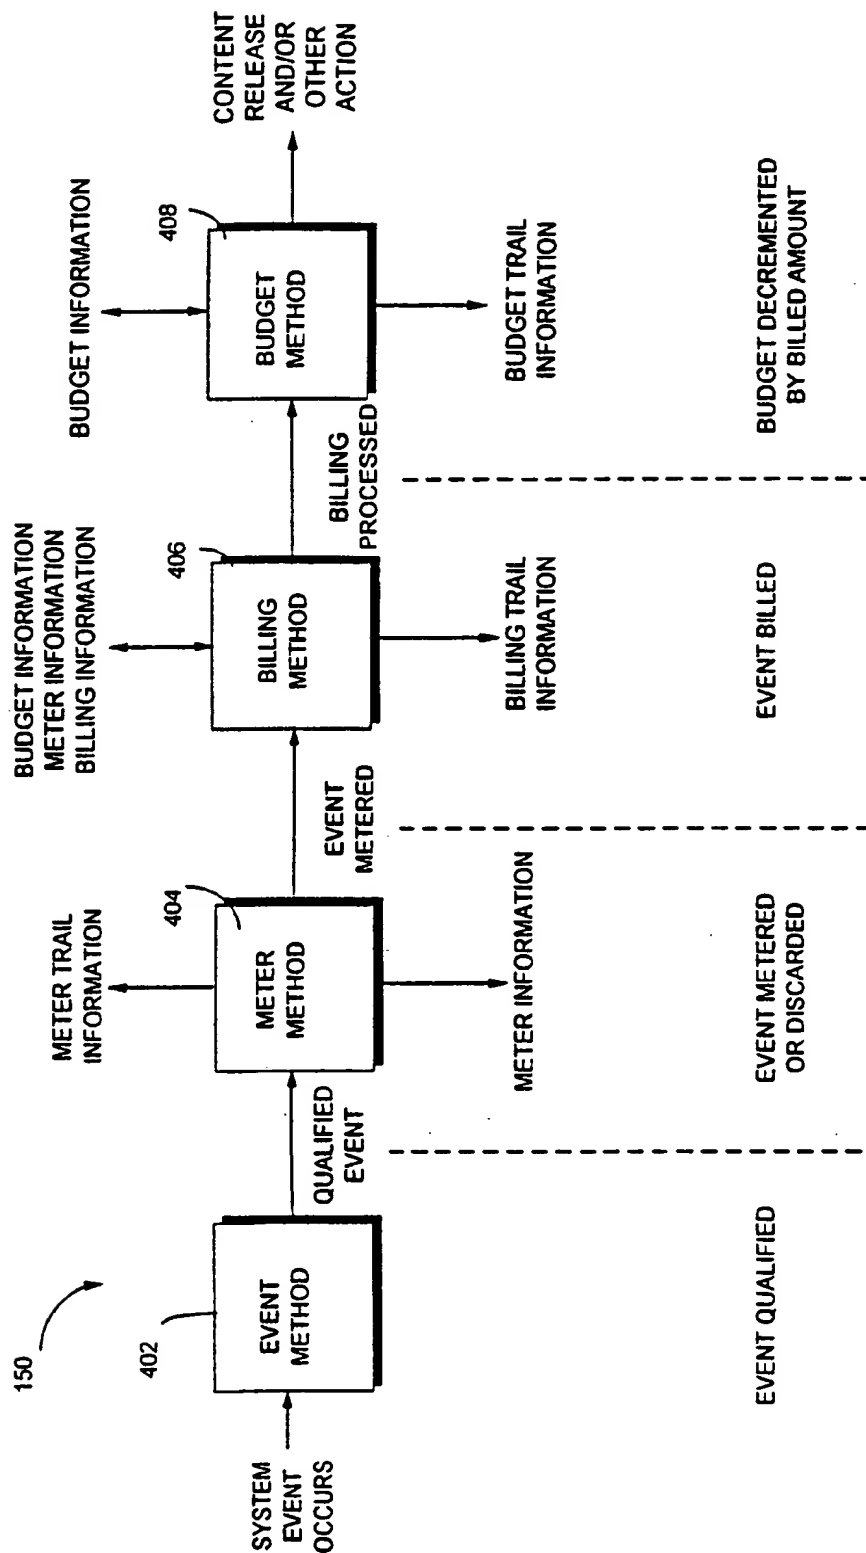 150
SYSTEM
EVENT
OCCURS
402
EVENT
METHOD
QUALIFIED
EVENT
METER TRAIL
INFORMATION
404
METER
METHOD
METER INFORMATION
EVENT
METERED
BUDGET INFORMATION
METER INFORMATION
BILLING INFORMATION
406
BILLING
METHOD
BILLING TRAIL
INFORMATION
BILLING
PROCESSED
BUDGET INFORMATION
408
BUDGET
METHOD
BUDGET TRAIL
INFORMATION
CONTENT
RELEASE
AND/OR
OTHER
ACTION
EVENT QUALIFIED
EVENT METERED
OR DISCARDED
EVENT BILLED
BUDGET DECREMENTED
BY BILLED AMOUNT